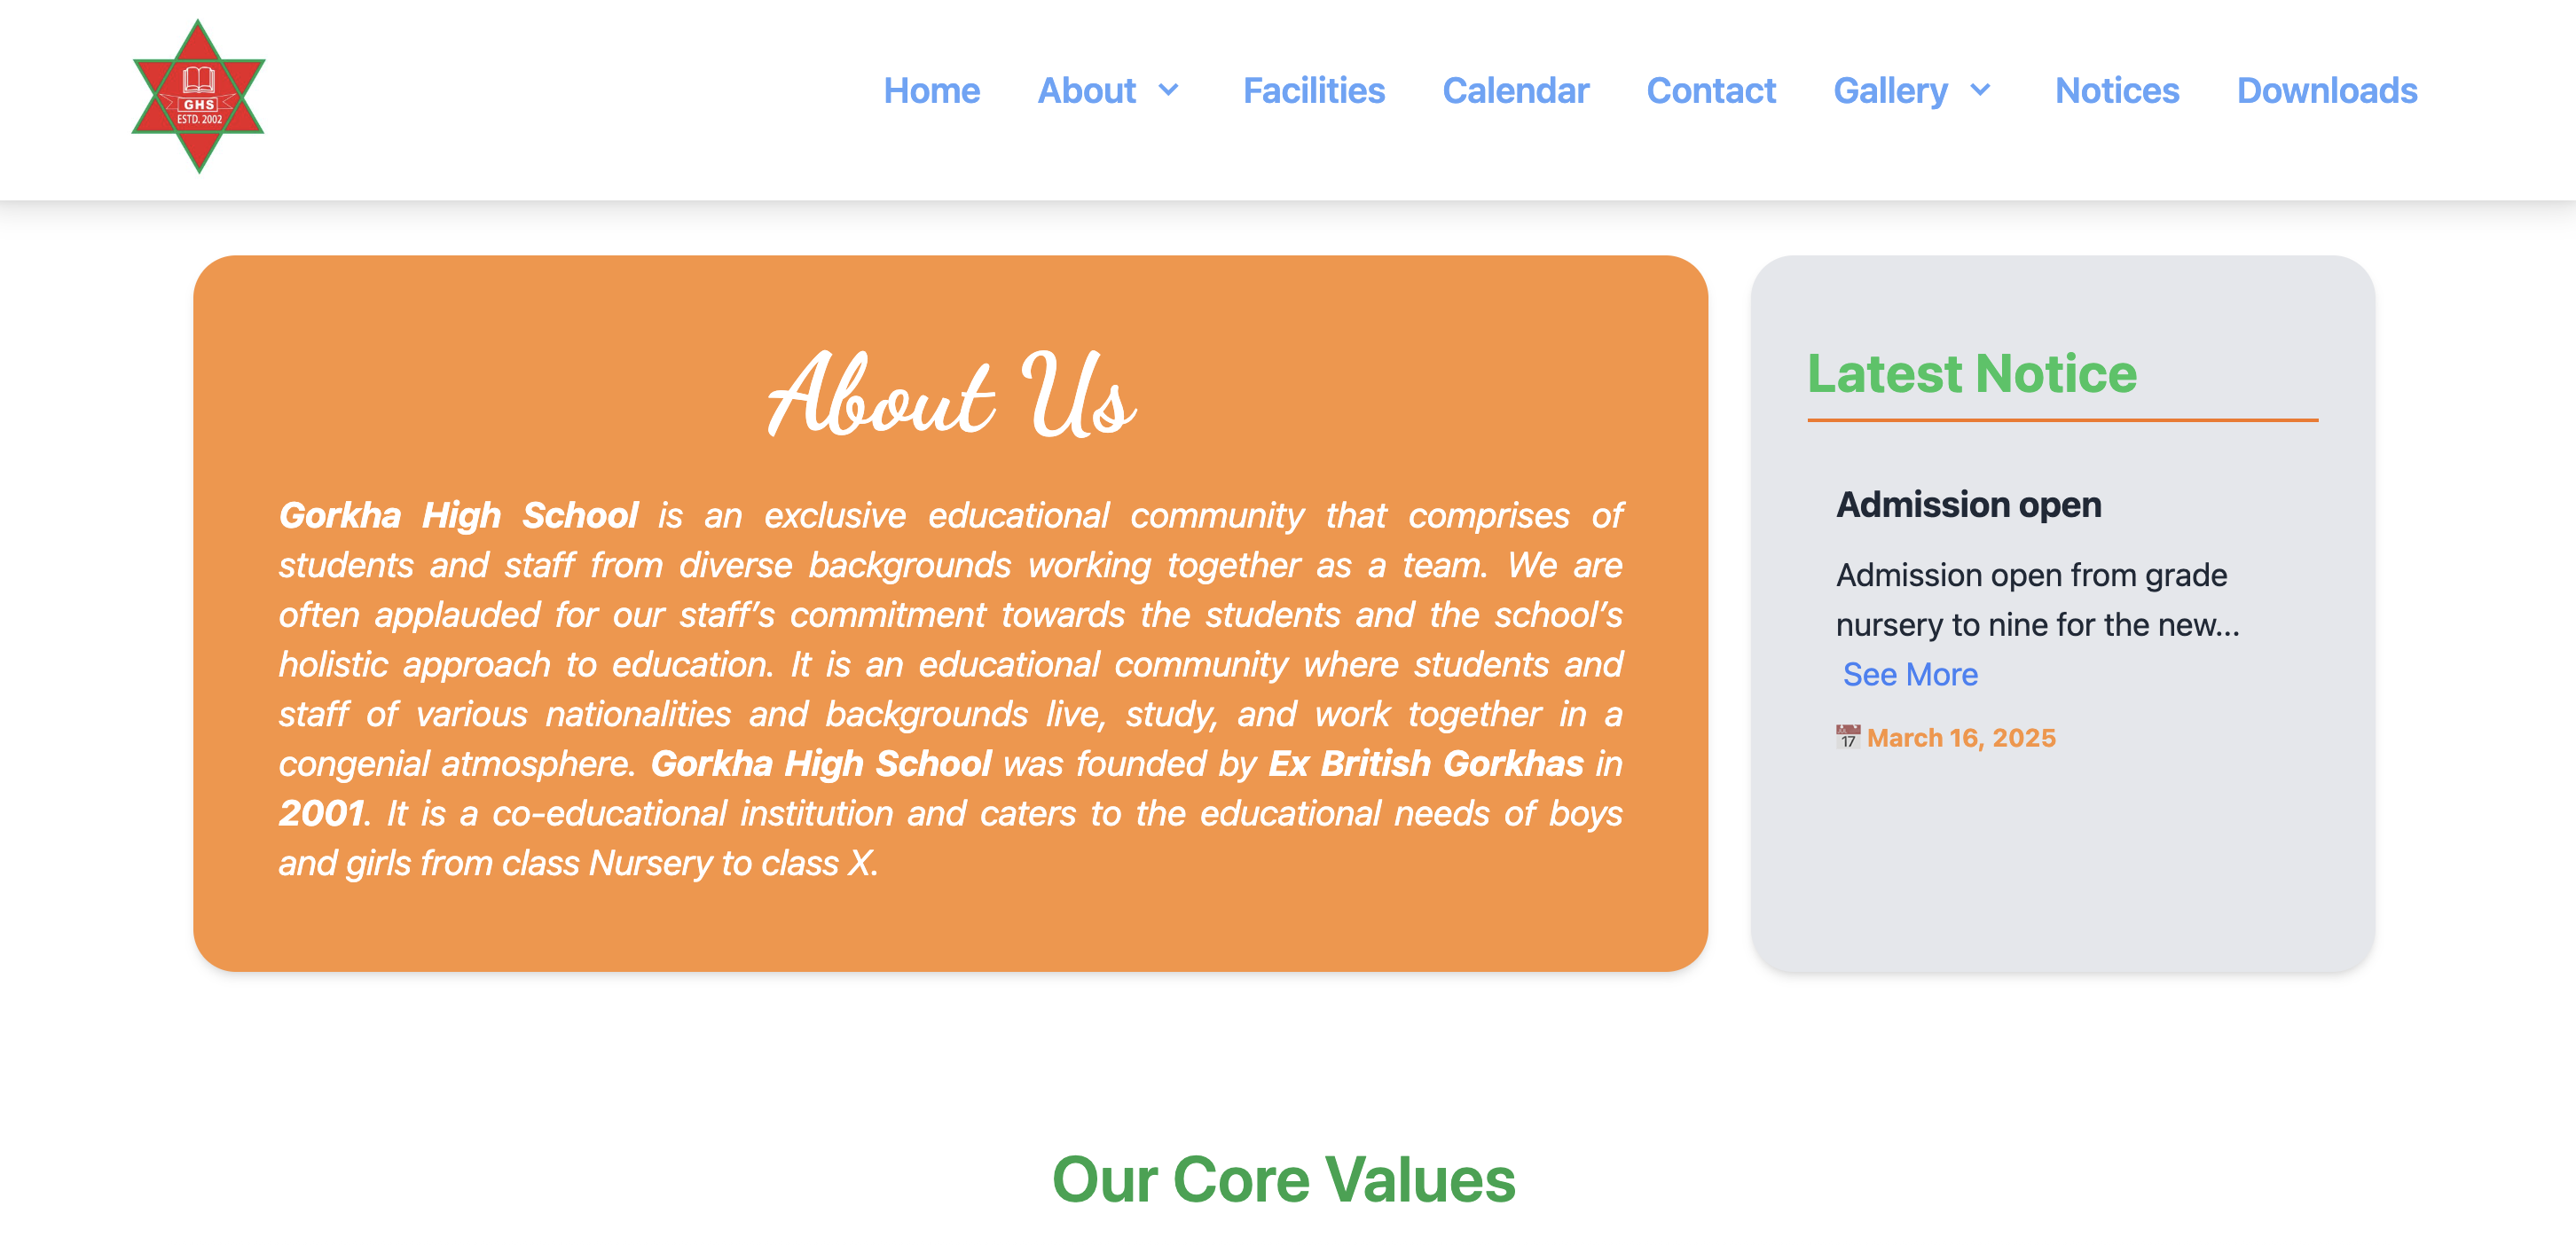 GHS
ESTD. 2002
Home About Facilities Calendar Contact Gallery Notices Downloads
About Us
Gorkha High School is an exclusive educational community that comprises of
students and staff from diverse backgrounds working together as a team. We are
often applauded for our staff’s commitment towards the students and the school’s
holistic approach to education. It is an educational community where students and
staff of various nationalities and backgrounds live, study, and work together in a
congenial atmosphere. Gorkha High School was founded by Ex British Gorkhas in
2001. It is a co-educational institution and caters to the educational needs of boys
and girls from class Nursery to class X.
Latest Notice
Admission open
Admission open from grade
nursery to nine for the new...
See More
17 March 16, 2025
Our Core Values